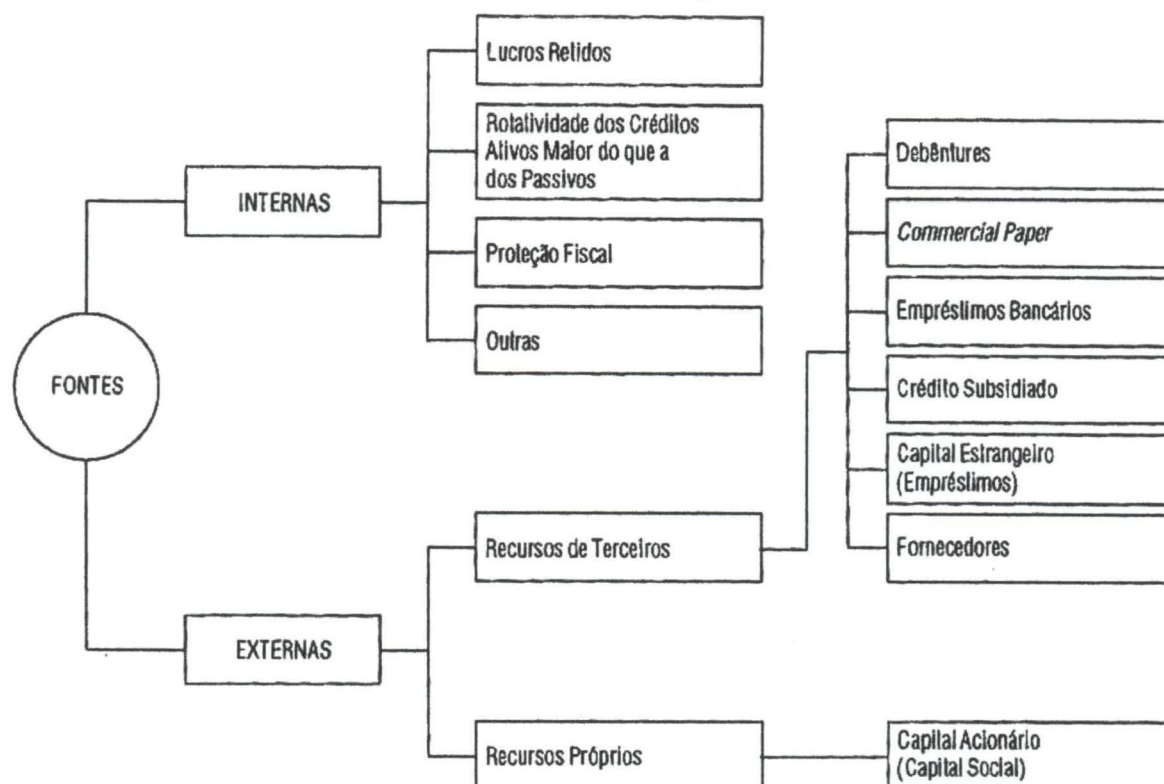 FONTES
INTERNAS
Lucros Retidos
Rotatividade dos Créditos
Ativos Maior do que a
dos Passivos
Proteção Fiscal
Outras
EXTERNAS
Recursos de Terceiros
Debêntures
Commercial Paper
Empréstimos Bancários
Crédito Subsidiado
Capital Estrangeiro
(Empréstimos)
Fornecedores
Recursos Próprios
Capital Acionário
(Capital Social)